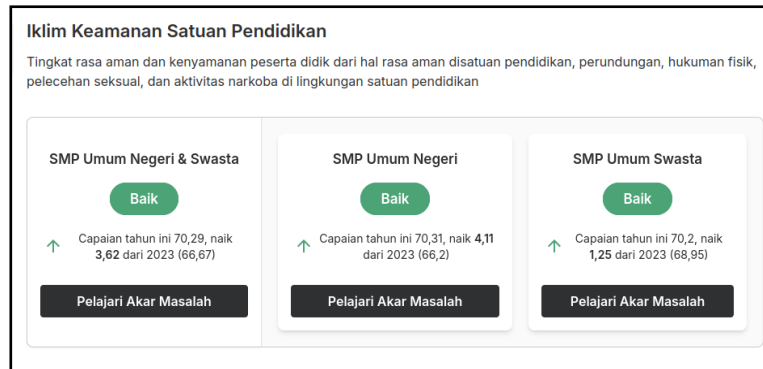 Iklim Keamanan Satuan Pendidikan
Tingkat rasa aman dan kenyamanan peserta didik dari hal rasa aman disatuan pendidikan, perundungan, hukuman fisik,
pelecehan seksual, dan aktivitas narkoba di lingkungan satuan pendidikan
SMP Umum Negeri & Swasta
Baik
Capaian tahun ini 70,29, naik
3,62 dari 2023 (66,67)
Pelajari Akar Masalah
SMP Umum Negeri
Baik
Capaian tahun ini 70,31, naik 4,11
dari 2023 (66,2)
Pelajari Akar Masalah
SMP Umum Swasta
Baik
Capaian tahun ini 70,2, naik
1,25 dari 2023 (68,95)
Pelajari Akar Masalah